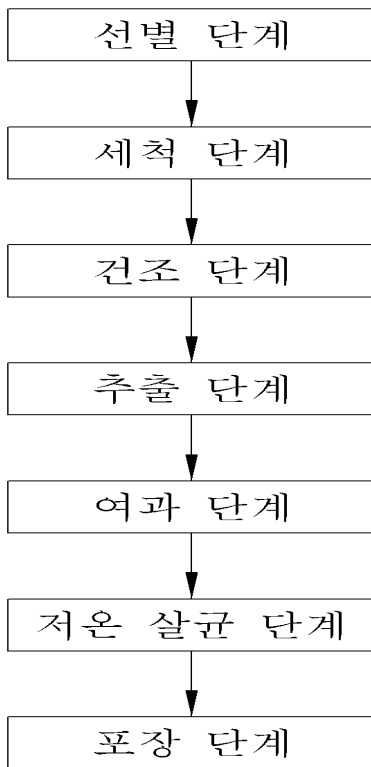 선별 단계
세척 단계
건조 단계
추출 단계
여과 단계
저온 살균 단계
포장 단계